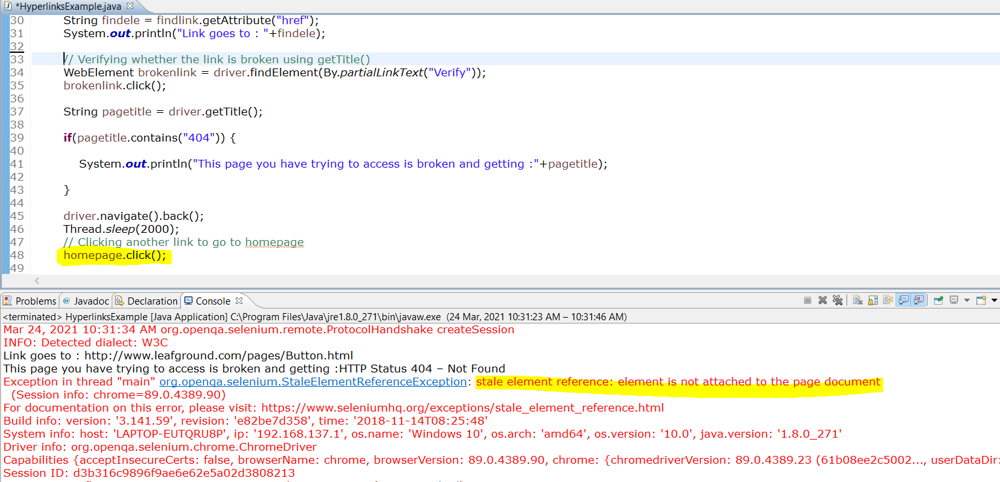 *HyperlinksExample.java
30 String findele = findlink.getAttribute("href");
31 System.out.println("Link goes to : "+findele);
32
33 // Verifying whether the link is broken using getTitle()
34 WebElement brokenlink = driver.findElement(By.partialLinkText("Verify"));
35 brokenlink.click();
36
37 String pagetitle = driver.getTitle();
38
39 if(pagetitle.contains("404")) {
40
41 System.out.println("This page you have trying to access is broken and getting :"+pagetitle);
42
43 }
44
45 driver.navigate().back();
46 Thread.sleep(2000);
47 // Clicking another link to go to homepage
48 homepage.click();
49
Problems @ Javadoc Declaration Console
<terminated> HyperlinksExample [Java Application] C:\Program Files\Java\jre1.8.0_271\bin\javaw.exe (24 Mar, 2021 10:31:23 AM – 10:31:46 AM)
Mar 24, 2021 10:31:34 AM org.openqa.selenium.remote.ProtocolHandshake createSession
INFO: Detected dialect: W3C
Link goes to : http://www.leafground.com/pages/Button.html
This page you have trying to access is broken and getting :HTTP Status 404 – Not Found
Exception in thread "main" org.openqa.selenium.StaleElementReferenceException: stale element reference: element is not attached to the page document
(Session info: chrome=89.0.4389.90)
For documentation on this error, please visit: https://www.seleniumhq.org/exceptions/stale_element_reference.html
Build info: version: '3.141.59', revision: 'e82be7d358', time: '2018-11-14T08:25:48'
System info: host: 'LAPTOP-EUTQRU8P', ip: '192.168.137.1', os.name: 'Windows 10', os.arch: 'amd64', os.version: '10.0', java.version: '1.8.0_271'
Driver info: org.openqa.selenium.chrome.ChromeDriver
Capabilities {acceptInsecureCerts: false, browserName: chrome, browserVersion: 89.0.4389.90, chrome: {chromedriverVersion: 89.0.4389.23 (61b08ee2c5002..., userDataDir:
Session ID: d3b316c9896f9ae6e62e5a02d3808213